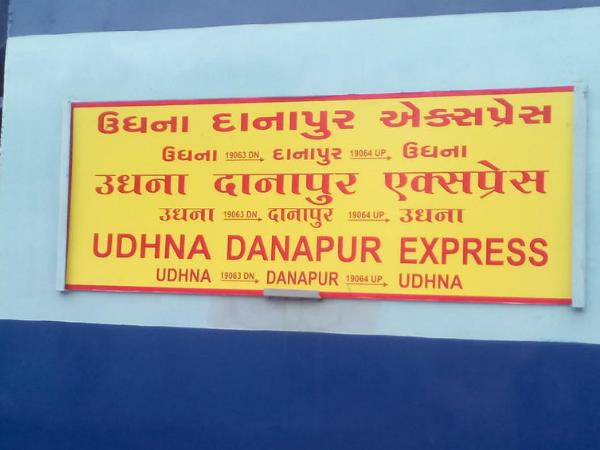 ઉધના દાનાપુર એક્સપ્રેસ
ઉધના 19063 DN → દાનાપુર 19064 UP → ઉધના
उधना दानापुर एक्सप्रेस
उधना 19063 DN → दानापुर 19064 UP → उधना
UDHNA DANAPUR EXPRESS
UDHNA 19063 DN → DANAPUR 19064 UP → UDHNA